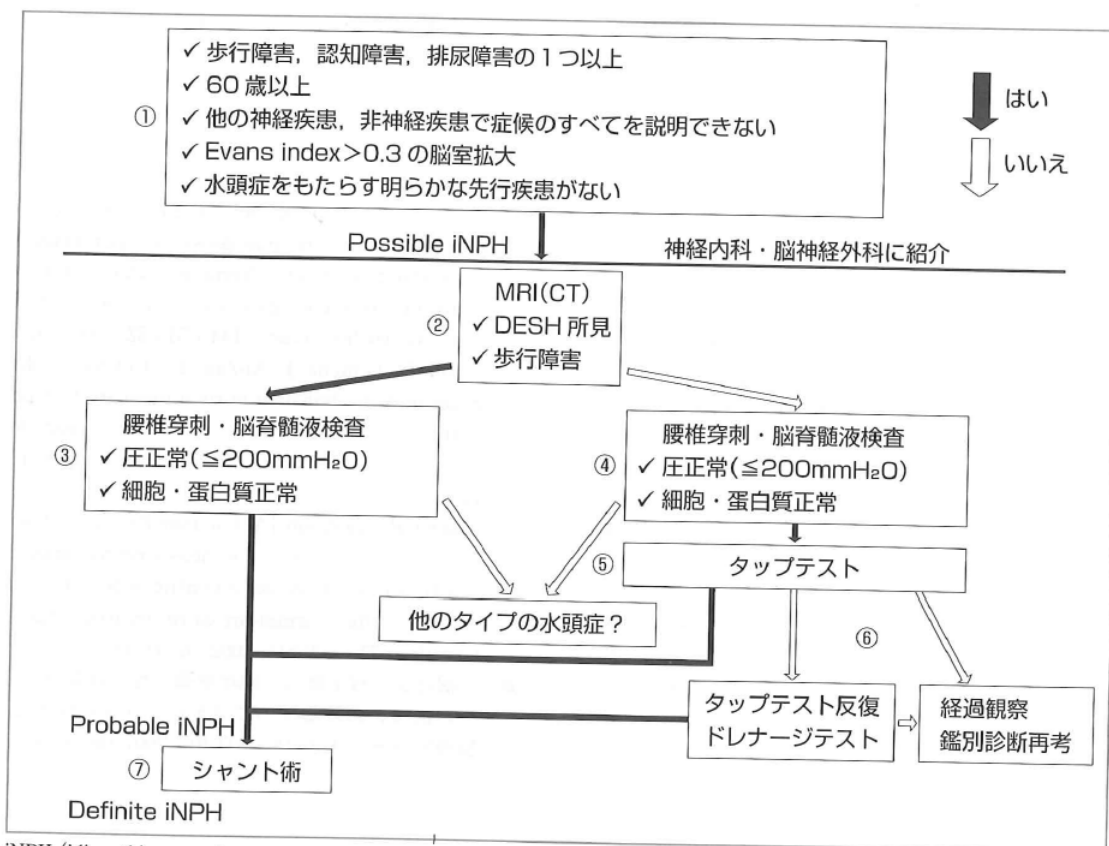 ① ✓ 歩行障害，認知障害，排尿障害の1つ以上
✓ 60歳以上
✓ 他の神経疾患，非神経疾患で症候のすべてを説明できない
✓ Evans index>0.3の脳室拡大
✓ 水頭症をもたらす明らかな先行疾患がない
はい
いいえ
Possible iNPH
神経内科・脳神経外科に紹介
②
MRI(CT)
✓ DESH所見
✓ 歩行障害
③
腰椎穿刺・脳脊髄液検査
✓ 圧正常(≦200mmH₂O)
✓ 細胞・蛋白質正常
④
腰椎穿刺・脳脊髄液検査
✓ 圧正常(≦200mmH₂O)
✓ 細胞・蛋白質正常
⑤ タップテスト
他のタイプの水頭症？
⑥
タップテスト反復
ドレナージテスト
経過観察
鑑別診断再考
Probable iNPH
⑦ シャント術
Definite iNPH